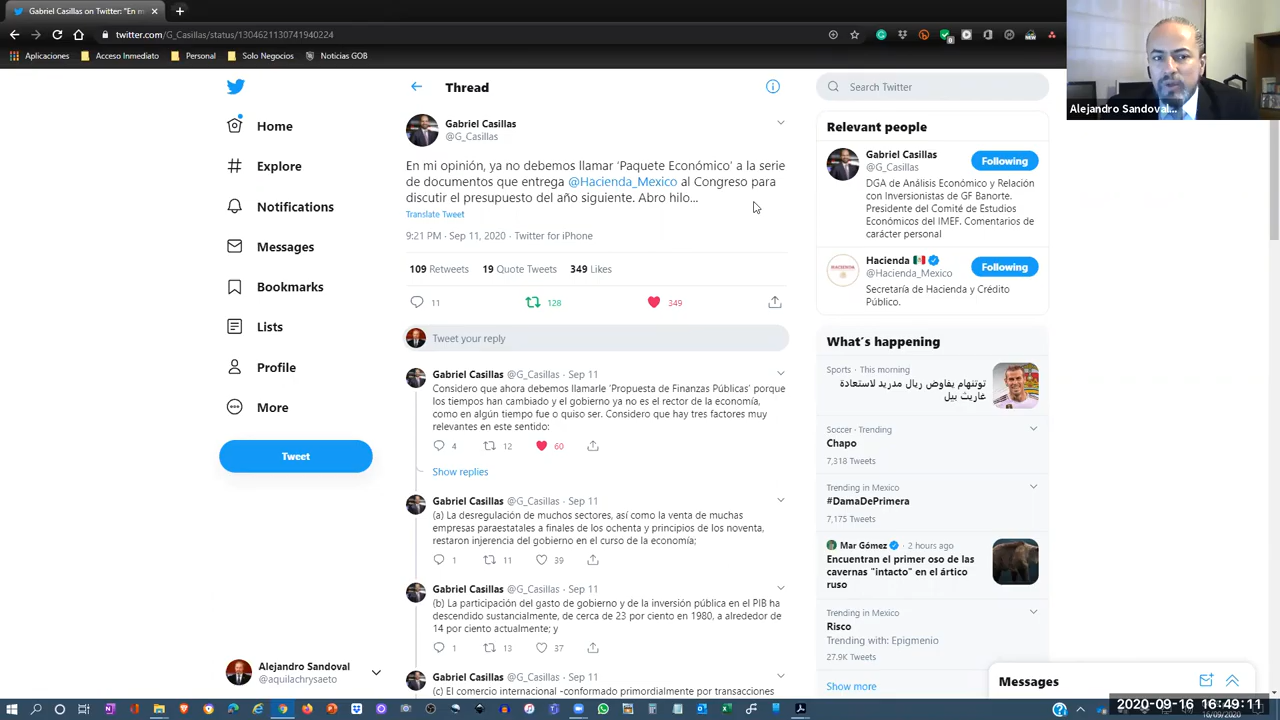 Gabriel Casillas on Twitter: "En m
twitter.com/G_Casillas/status/1304621130741940224
Aplicaciones
Acceso Inmediato
Personal
Solo Negocios
Noticias GOB
Alejandro Sandoval...
Home
Explore
Notifications
Messages
Bookmarks
Lists
Profile
More
Tweet
Alejandro Sandoval
@aquilachrysaeto
Thread
Gabriel Casillas
@G_Casillas
En mi opinión, ya no debemos llamar 'Paquete Económico' a la serie
de documentos que entrega @Hacienda_Mexico al Congreso para
discutir el presupuesto del año siguiente. Abro hilo...
Translate Tweet
9:21 PM · Sep 11, 2020 · Twitter for iPhone
109 Retweets 19 Quote Tweets 349 Likes
11 128 349
Tweet your reply
Gabriel Casillas @G_Casillas · Sep 11
Considero que ahora debemos llamarle 'Propuesta de Finanzas Públicas' porque
los tiempos han cambiado y el gobierno ya no es el rector de la economía,
como en algún tiempo fue o quiso ser. Considero que hay tres factores muy
relevantes en este sentido:
4 12 60
Show replies
Gabriel Casillas @G_Casillas · Sep 11
(a) La desregulación de muchos sectores, así como la venta de muchas
empresas paraestatales a finales de los ochenta y principios de los noventa,
restaron injerencia del gobierno en el curso de la economía;
1 11 39
Gabriel Casillas @G_Casillas · Sep 11
(b) La participación del gasto de gobierno y de la inversión pública en el PIB ha
descendido sustancialmente, de cerca de 23 por ciento en 1980, a alrededor de
14 por ciento actualmente; y
1 13 37
Gabriel Casillas @G_Casillas · Sep 11
(c) El comercio internacional -conformado primordialmente por transacciones
Search Twitter
Relevant people
Gabriel Casillas
@G_Casillas
Following
DGA de Análisis Económico y Relación
con Inversionistas de GF Banorte.
Presidente del Comité de Estudios
Económicos del IMEF. Comentarios de
carácter personal
Hacienda
@Hacienda_Mexico
Following
Secretaría de Hacienda y Crédito
Público.
What's happening
Sports · This morning
توتنهام يفاوض ريال مدريد لاستعادة
غاريث بيل
Soccer · Trending
Chapo
7,318 Tweets
Trending in Mexico
#DamaDePrimera
7,175 Tweets
Mar Gómez · 2 hours ago
Encuentran el primer oso de las
cavernas "intacto" en el ártico
ruso
Trending in Mexico
Risco
Trending with: Epigmenio
27.9K Tweets
Show more
Messages
2020-09-16 16:49:11
16/09/2020